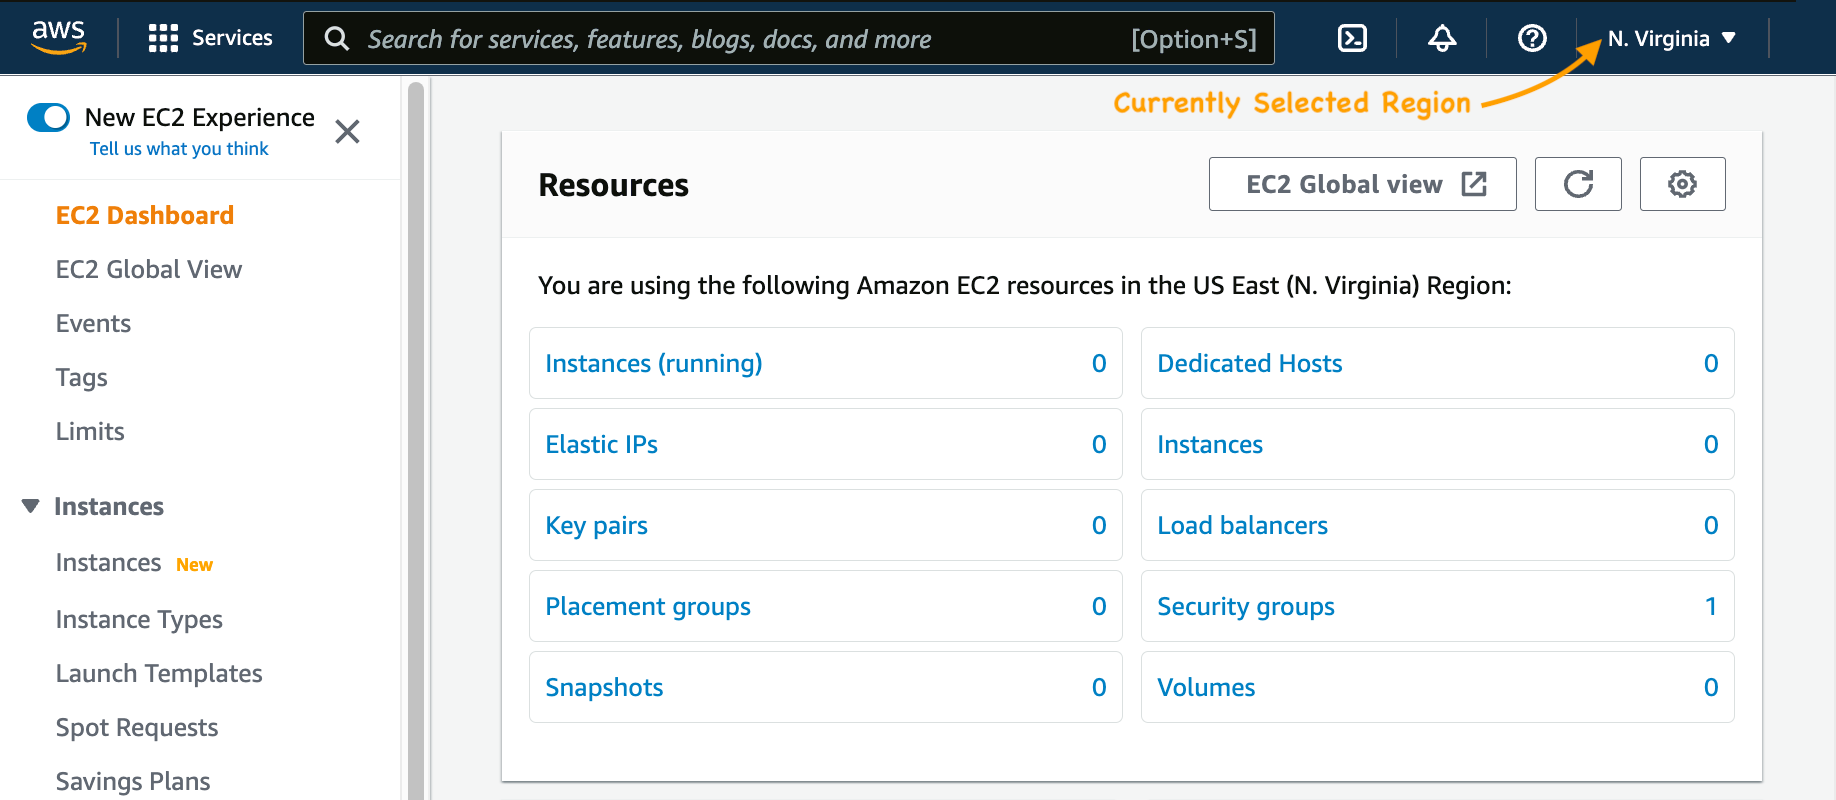 aws
Services
Search for services, features, blogs, docs, and more
[Option+S]
N. Virginia
Currently Selected Region
New EC2 Experience
Tell us what you think
EC2 Dashboard
EC2 Global View
Events
Tags
Limits
Instances
Instances New
Instance Types
Launch Templates
Spot Requests
Savings Plans
Resources
EC2 Global view
You are using the following Amazon EC2 resources in the US East (N. Virginia) Region:
Instances (running) 0
Dedicated Hosts 0
Elastic IPs 0
Instances 0
Key pairs 0
Load balancers 0
Placement groups 0
Security groups 1
Snapshots 0
Volumes 0